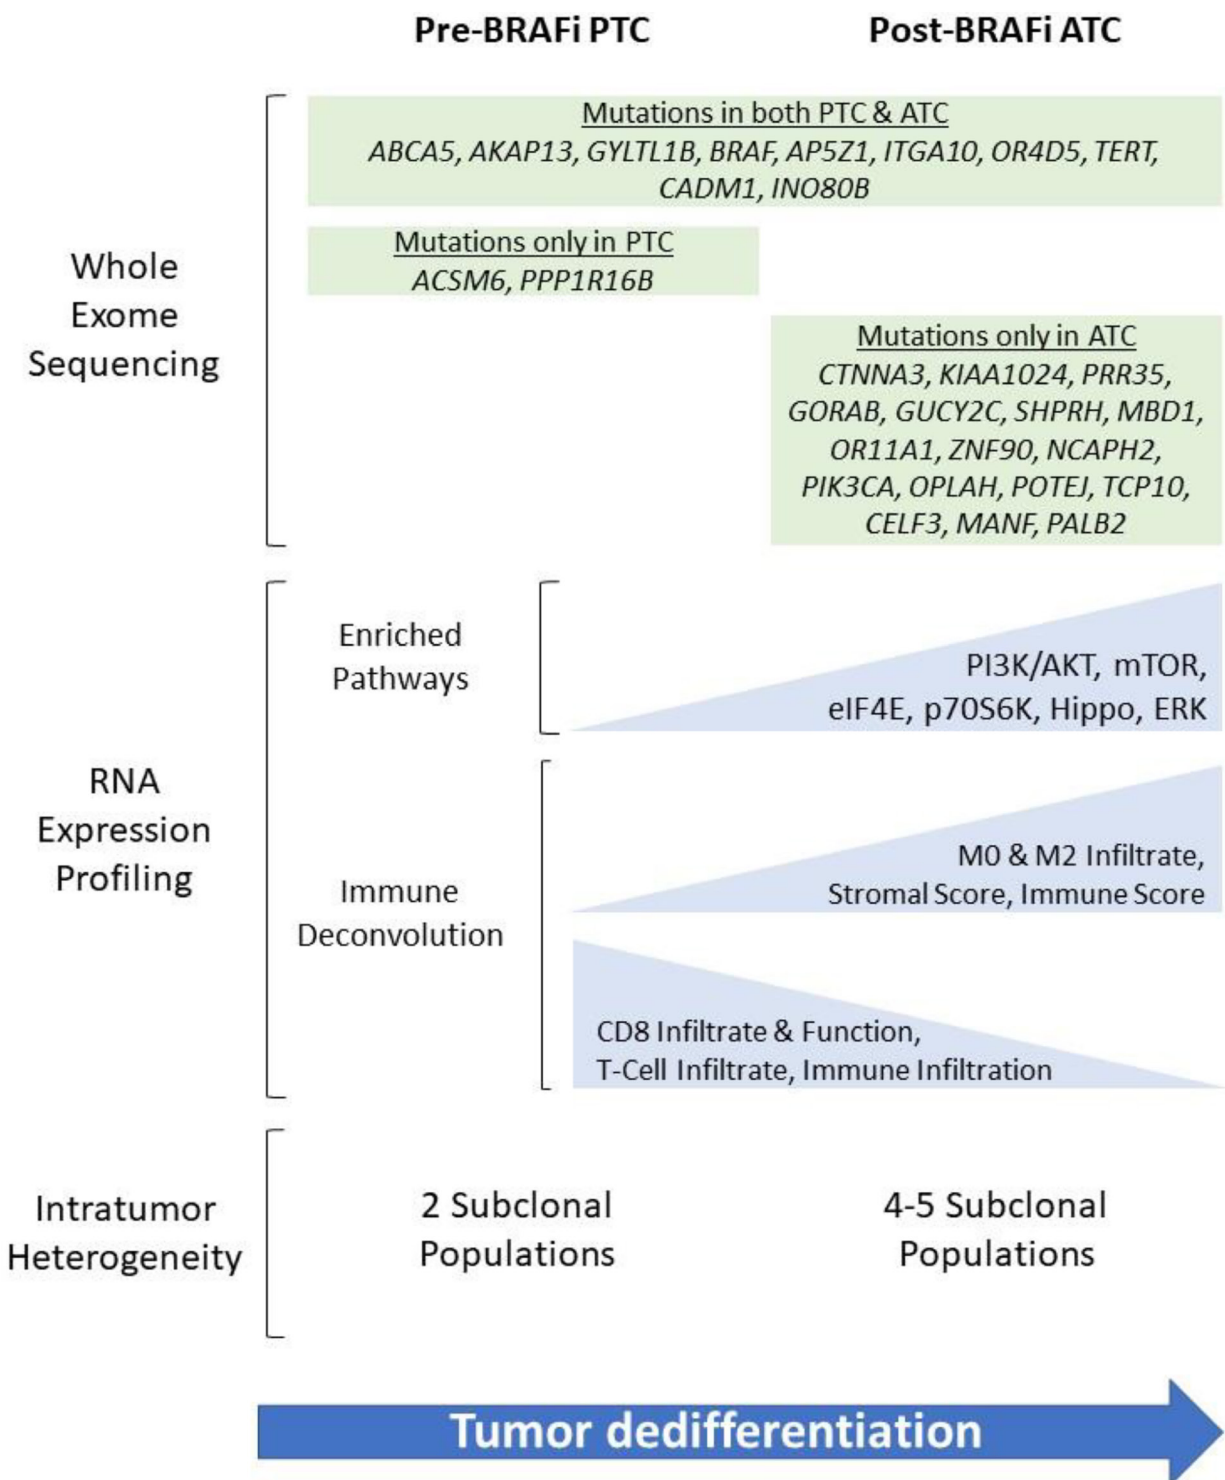 Pre-BRAFi PTC
Post-BRAFi ATC
Whole
Exome
Sequencing
Mutations in both PTC & ATC
ABCA5, AKAP13, GYLTL1B, BRAF, AP5Z1, ITGA10, OR4D5, TERT,
CADM1, INO80B
Mutations only in PTC
ACSM6, PPP1R16B
Mutations only in ATC
CTNNA3, KIAA1024, PRR35,
GORAB, GUCY2C, SHPRH, MBD1,
OR11A1, ZNF90, NCAPH2,
PIK3CA, OPLAH, POTEJ, TCP10,
CELF3, MANF, PALB2
RNA
Expression
Profiling
Enriched
Pathways
PI3K/AKT, mTOR,
eIF4E, p70S6K, Hippo, ERK
Immune
Deconvolution
M0 & M2 Infiltrate,
Stromal Score, Immune Score
CD8 Infiltrate & Function,
T-Cell Infiltrate, Immune Infiltration
Intratumor
Heterogeneity
2 Subclonal
Populations
4-5 Subclonal
Populations
Tumor dedifferentiation